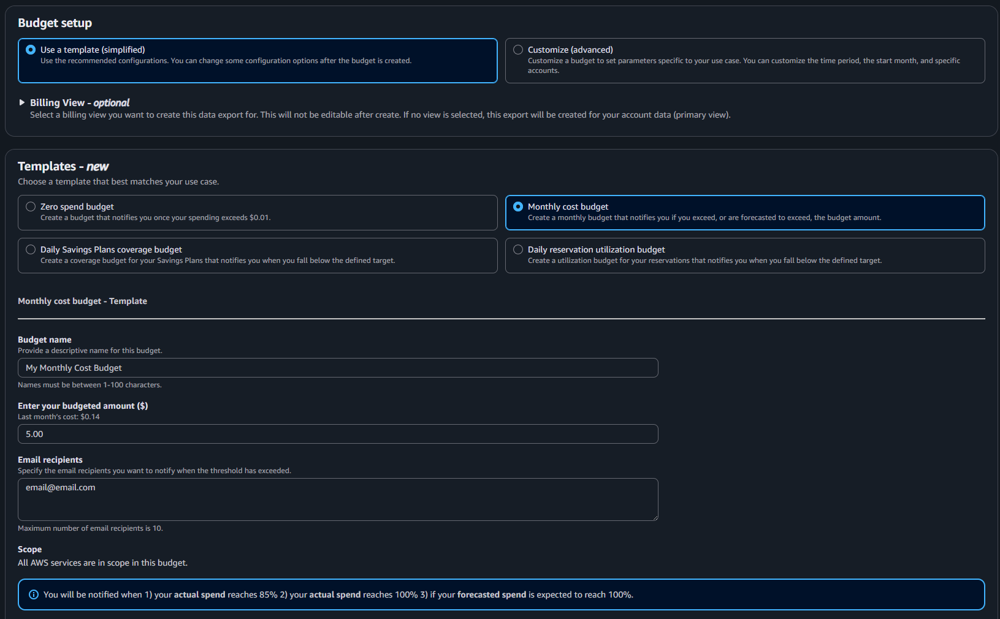 Budget setup
Use a template (simplified)
Use the recommended configurations. You can change some configuration options after the budget is created.
Customize (advanced)
Customize a budget to set parameters specific to your use case. You can customize the time period, the start month, and specific
accounts.
Billing View - optional
Select a billing view you want to create this data export for. This will not be editable after create. If no view is selected, this export will be created for your account data (primary view).
Templates - new
Choose a template that best matches your use case.
Zero spend budget
Create a budget that notifies you once your spending exceeds $0.01.
Monthly cost budget
Create a monthly budget that notifies you if you exceed, or are forecasted to exceed, the budget amount.
Daily Savings Plans coverage budget
Create a coverage budget for your Savings Plans that notifies you when you fall below the defined target.
Daily reservation utilization budget
Create a utilization budget for your reservations that notifies you when you fall below the defined target.
Monthly cost budget - Template
Budget name
Provide a descriptive name for this budget.
My Monthly Cost Budget
Names must be between 1-100 characters.
Enter your budgeted amount ($)
Last month's cost: $0.14
5.00
Email recipients
Specify the email recipients you want to notify when the threshold has exceeded.
email@email.com
Maximum number of email recipients is 10.
Scope
All AWS services are in scope in this budget.
You will be notified when 1) your actual spend reaches 85% 2) your actual spend reaches 100% 3) if your forecasted spend is expected to reach 100%.